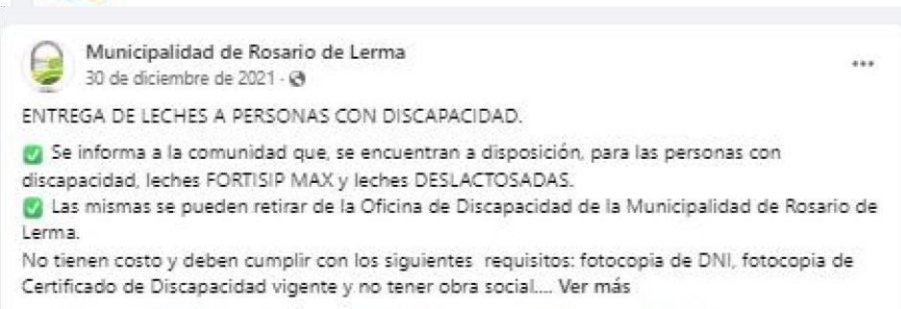 Municipalidad de Rosario de Lerma
30 de diciembre de 2021 ·
ENTREGA DE LECHES A PERSONAS CON DISCAPACIDAD.
✅ Se informa a la comunidad que, se encuentran a disposición, para las personas con
discapacidad, leches FORTISIP MAX y leches DESLACTOSADAS.
✅ Las mismas se pueden retirar de la Oficina de Discapacidad de la Municipalidad de Rosario de
Lerma.
No tienen costo y deben cumplir con los siguientes requisitos: fotocopia de DNI, fotocopia de
Certificado de Discapacidad vigente y no tener obra social.... Ver más